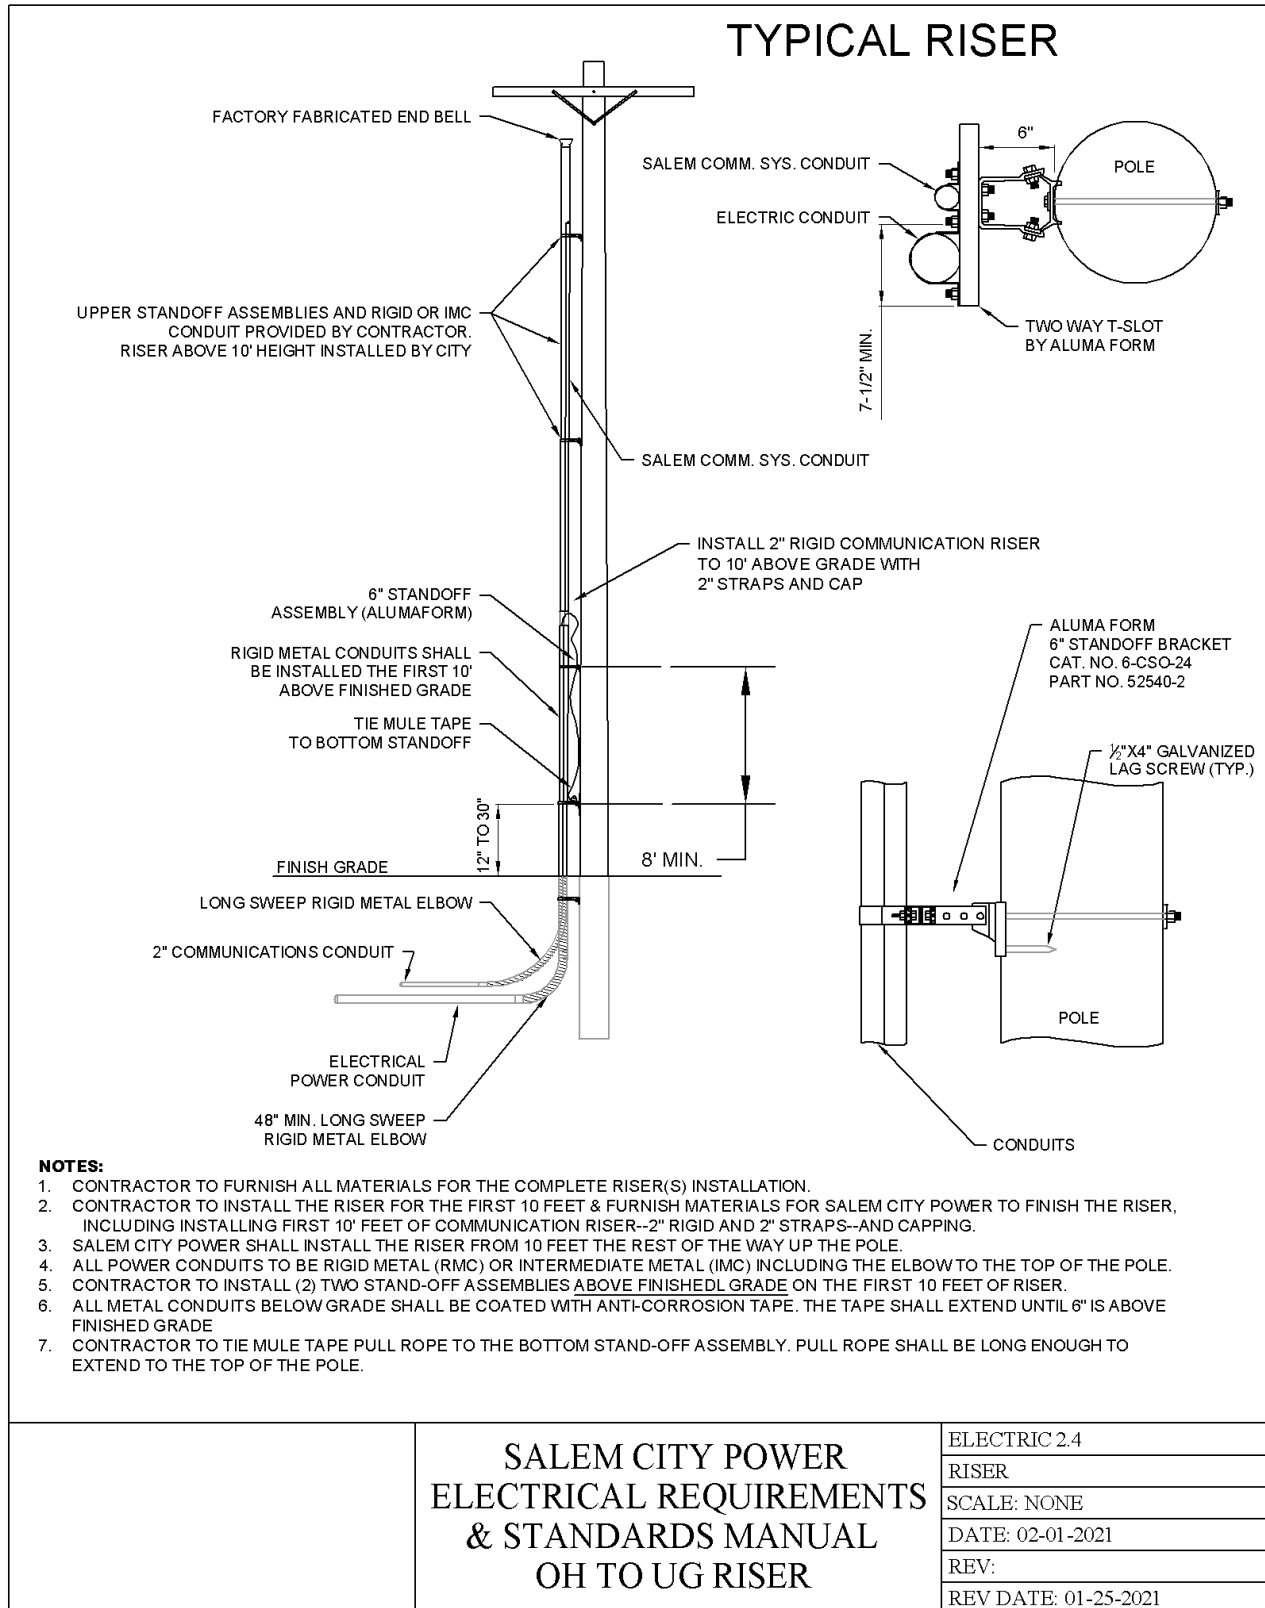 TYPICAL RISER
FACTORY FABRICATED END BELL
UPPER STANDOFF ASSEMBLIES AND RIGID OR IMC
CONDUIT PROVIDED BY CONTRACTOR.
RISER ABOVE 10' HEIGHT INSTALLED BY CITY
SALEM COMM. SYS. CONDUIT
ELECTRIC CONDUIT
6"
POLE
7-1/2" MIN.
TWO WAY T-SLOT
BY ALUMA FORM
SALEM COMM. SYS. CONDUIT
INSTALL 2" RIGID COMMUNICATION RISER
TO 10' ABOVE GRADE WITH
2" STRAPS AND CAP
6" STANDOFF
ASSEMBLY (ALUMAFORM)
RIGID METAL CONDUITS SHALL
BE INSTALLED THE FIRST 10'
ABOVE FINISHED GRADE
TIE MULE TAPE
TO BOTTOM STANDOFF
12" TO 30"
8' MIN.
FINISH GRADE
LONG SWEEP RIGID METAL ELBOW
2" COMMUNICATIONS CONDUIT
ELECTRICAL
POWER CONDUIT
48" MIN. LONG SWEEP
RIGID METAL ELBOW
ALUMA FORM
6" STANDOFF BRACKET
CAT. NO. 6-CSO-24
PART NO. 52540-2
½"X4" GALVANIZED
LAG SCREW (TYP.)
POLE
CONDUITS
NOTES:
1. CONTRACTOR TO FURNISH ALL MATERIALS FOR THE COMPLETE RISER(S) INSTALLATION.
2. CONTRACTOR TO INSTALL THE RISER FOR THE FIRST 10 FEET & FURNISH MATERIALS FOR SALEM CITY POWER TO FINISH THE RISER,
INCLUDING INSTALLING FIRST 10' FEET OF COMMUNICATION RISER--2" RIGID AND 2" STRAPS--AND CAPPING.
3. SALEM CITY POWER SHALL INSTALL THE RISER FROM 10 FEET THE REST OF THE WAY UP THE POLE.
4. ALL POWER CONDUITS TO BE RIGID METAL (RMC) OR INTERMEDIATE METAL (IMC) INCLUDING THE ELBOW TO THE TOP OF THE POLE.
5. CONTRACTOR TO INSTALL (2) TWO STAND-OFF ASSEMBLIES ABOVE FINISHEDL GRADE ON THE FIRST 10 FEET OF RISER.
6. ALL METAL CONDUITS BELOW GRADE SHALL BE COATED WITH ANTI-CORROSION TAPE. THE TAPE SHALL EXTEND UNTIL 6" IS ABOVE
FINISHED GRADE
7. CONTRACTOR TO TIE MULE TAPE PULL ROPE TO THE BOTTOM STAND-OFF ASSEMBLY. PULL ROPE SHALL BE LONG ENOUGH TO
EXTEND TO THE TOP OF THE POLE.
SALEM CITY POWER
ELECTRICAL REQUIREMENTS
& STANDARDS MANUAL
OH TO UG RISER
ELECTRIC 2.4
RISER
SCALE: NONE
DATE: 02-01-2021
REV:
REV DATE: 01-25-2021